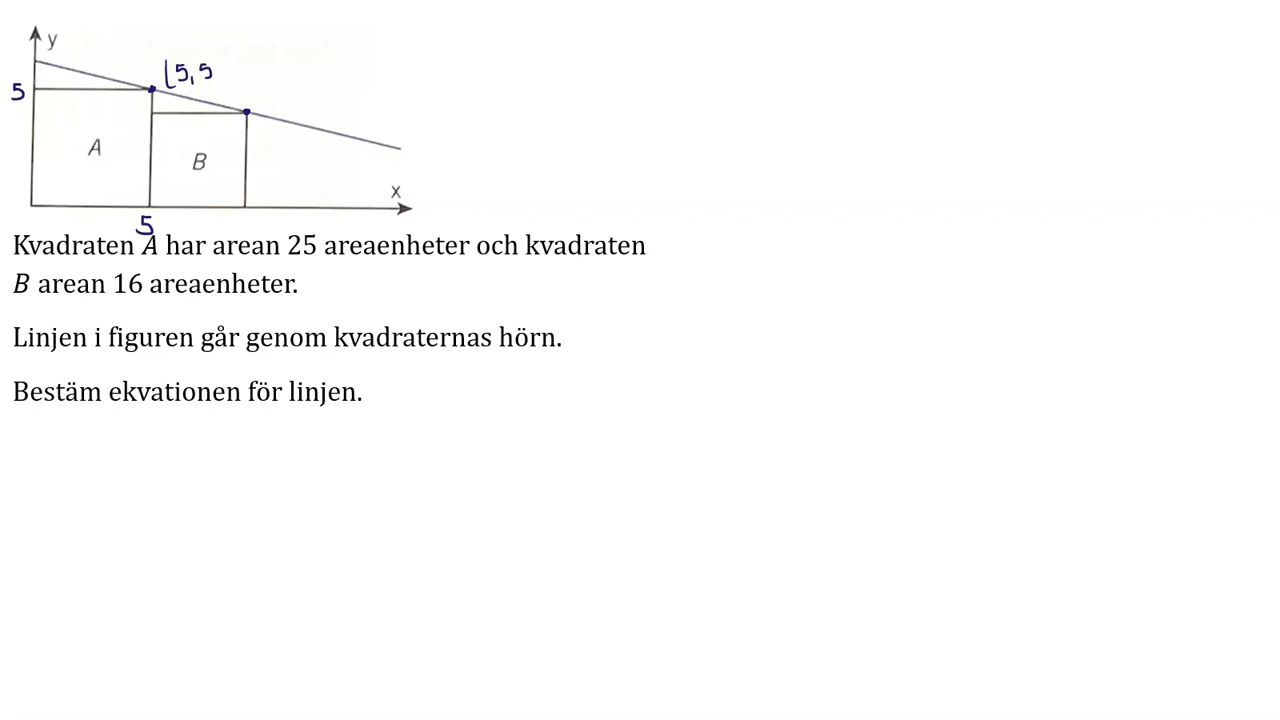 y
5
(5,5
A
B
x
5
Kvadraten A har arean 25 areaenheter och kvadraten
B arean 16 areaenheter.
Linjen i figuren går genom kvadraternas hörn.
Bestäm ekvationen för linjen.